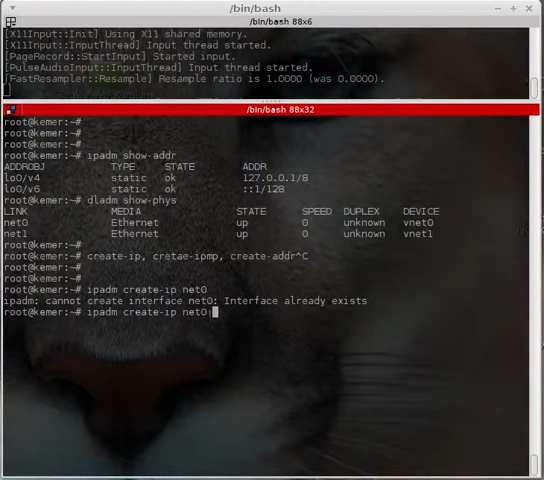 /bin/bash
/bin/bash 88x6
[X11Input::Init] Using X11 shared memory.
[X11Input::InputThread] Input thread started.
[PageRecord::StartInput] Started input.
[PulseAudioInput::InputThread] Input thread started.
[FastResampler::Resample] Resample ratio is 1.0000 (was 0.0000).
/bin/bash 88x32
root@kemer:~#
root@kemer:~#
root@kemer:~#
root@kemer:~# ipadm show-addr
ADDROBJ TYPE STATE ADDR
lo0/v4 static ok 127.0.0.1/8
lo0/v6 static ok ::1/128
root@kemer:~# dladm show-phys
LINK MEDIA STATE SPEED DUPLEX DEVICE
net0 Ethernet up 0 unknown vnet0
net1 Ethernet up 0 unknown vnet1
root@kemer:~#
root@kemer:~# create-ip, cretae-ipmp, create-addr^C
root@kemer:~#
root@kemer:~#
root@kemer:~# ipadm create-ip net0
ipadm: cannot create interface net0: Interface already exists
root@kemer:~# ipadm create-ip net0